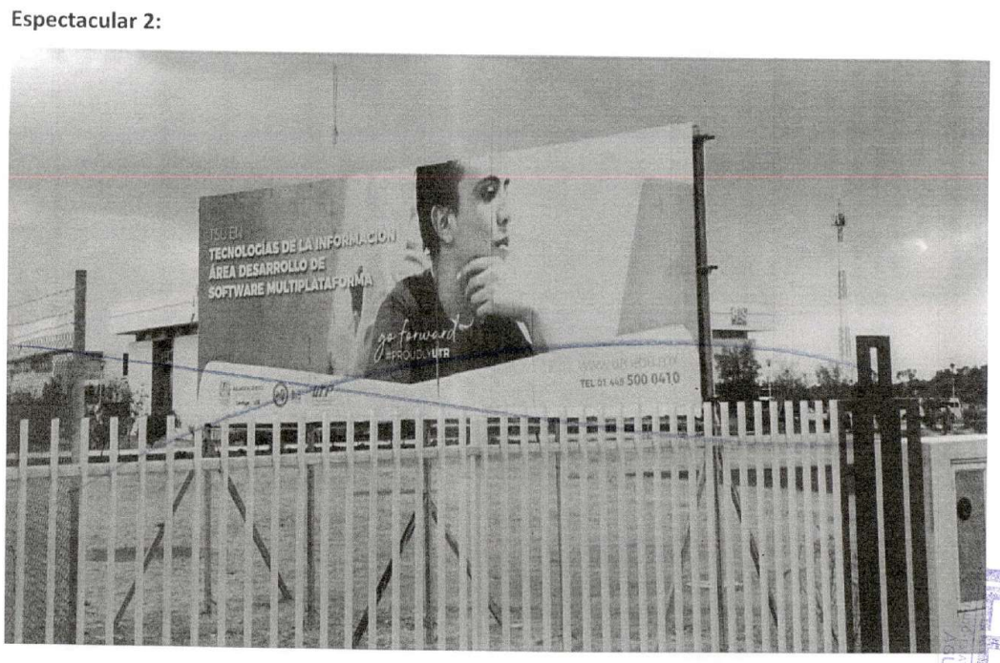 Espectacular 2:
TSU EN
TECNOLOGÍAS DE LA INFORMACIÓN
ÁREA DESARROLLO DE
SOFTWARE MULTIPLATAFORMA
go forward
#PROUDLYUTR
TEL 01 449 500 0410